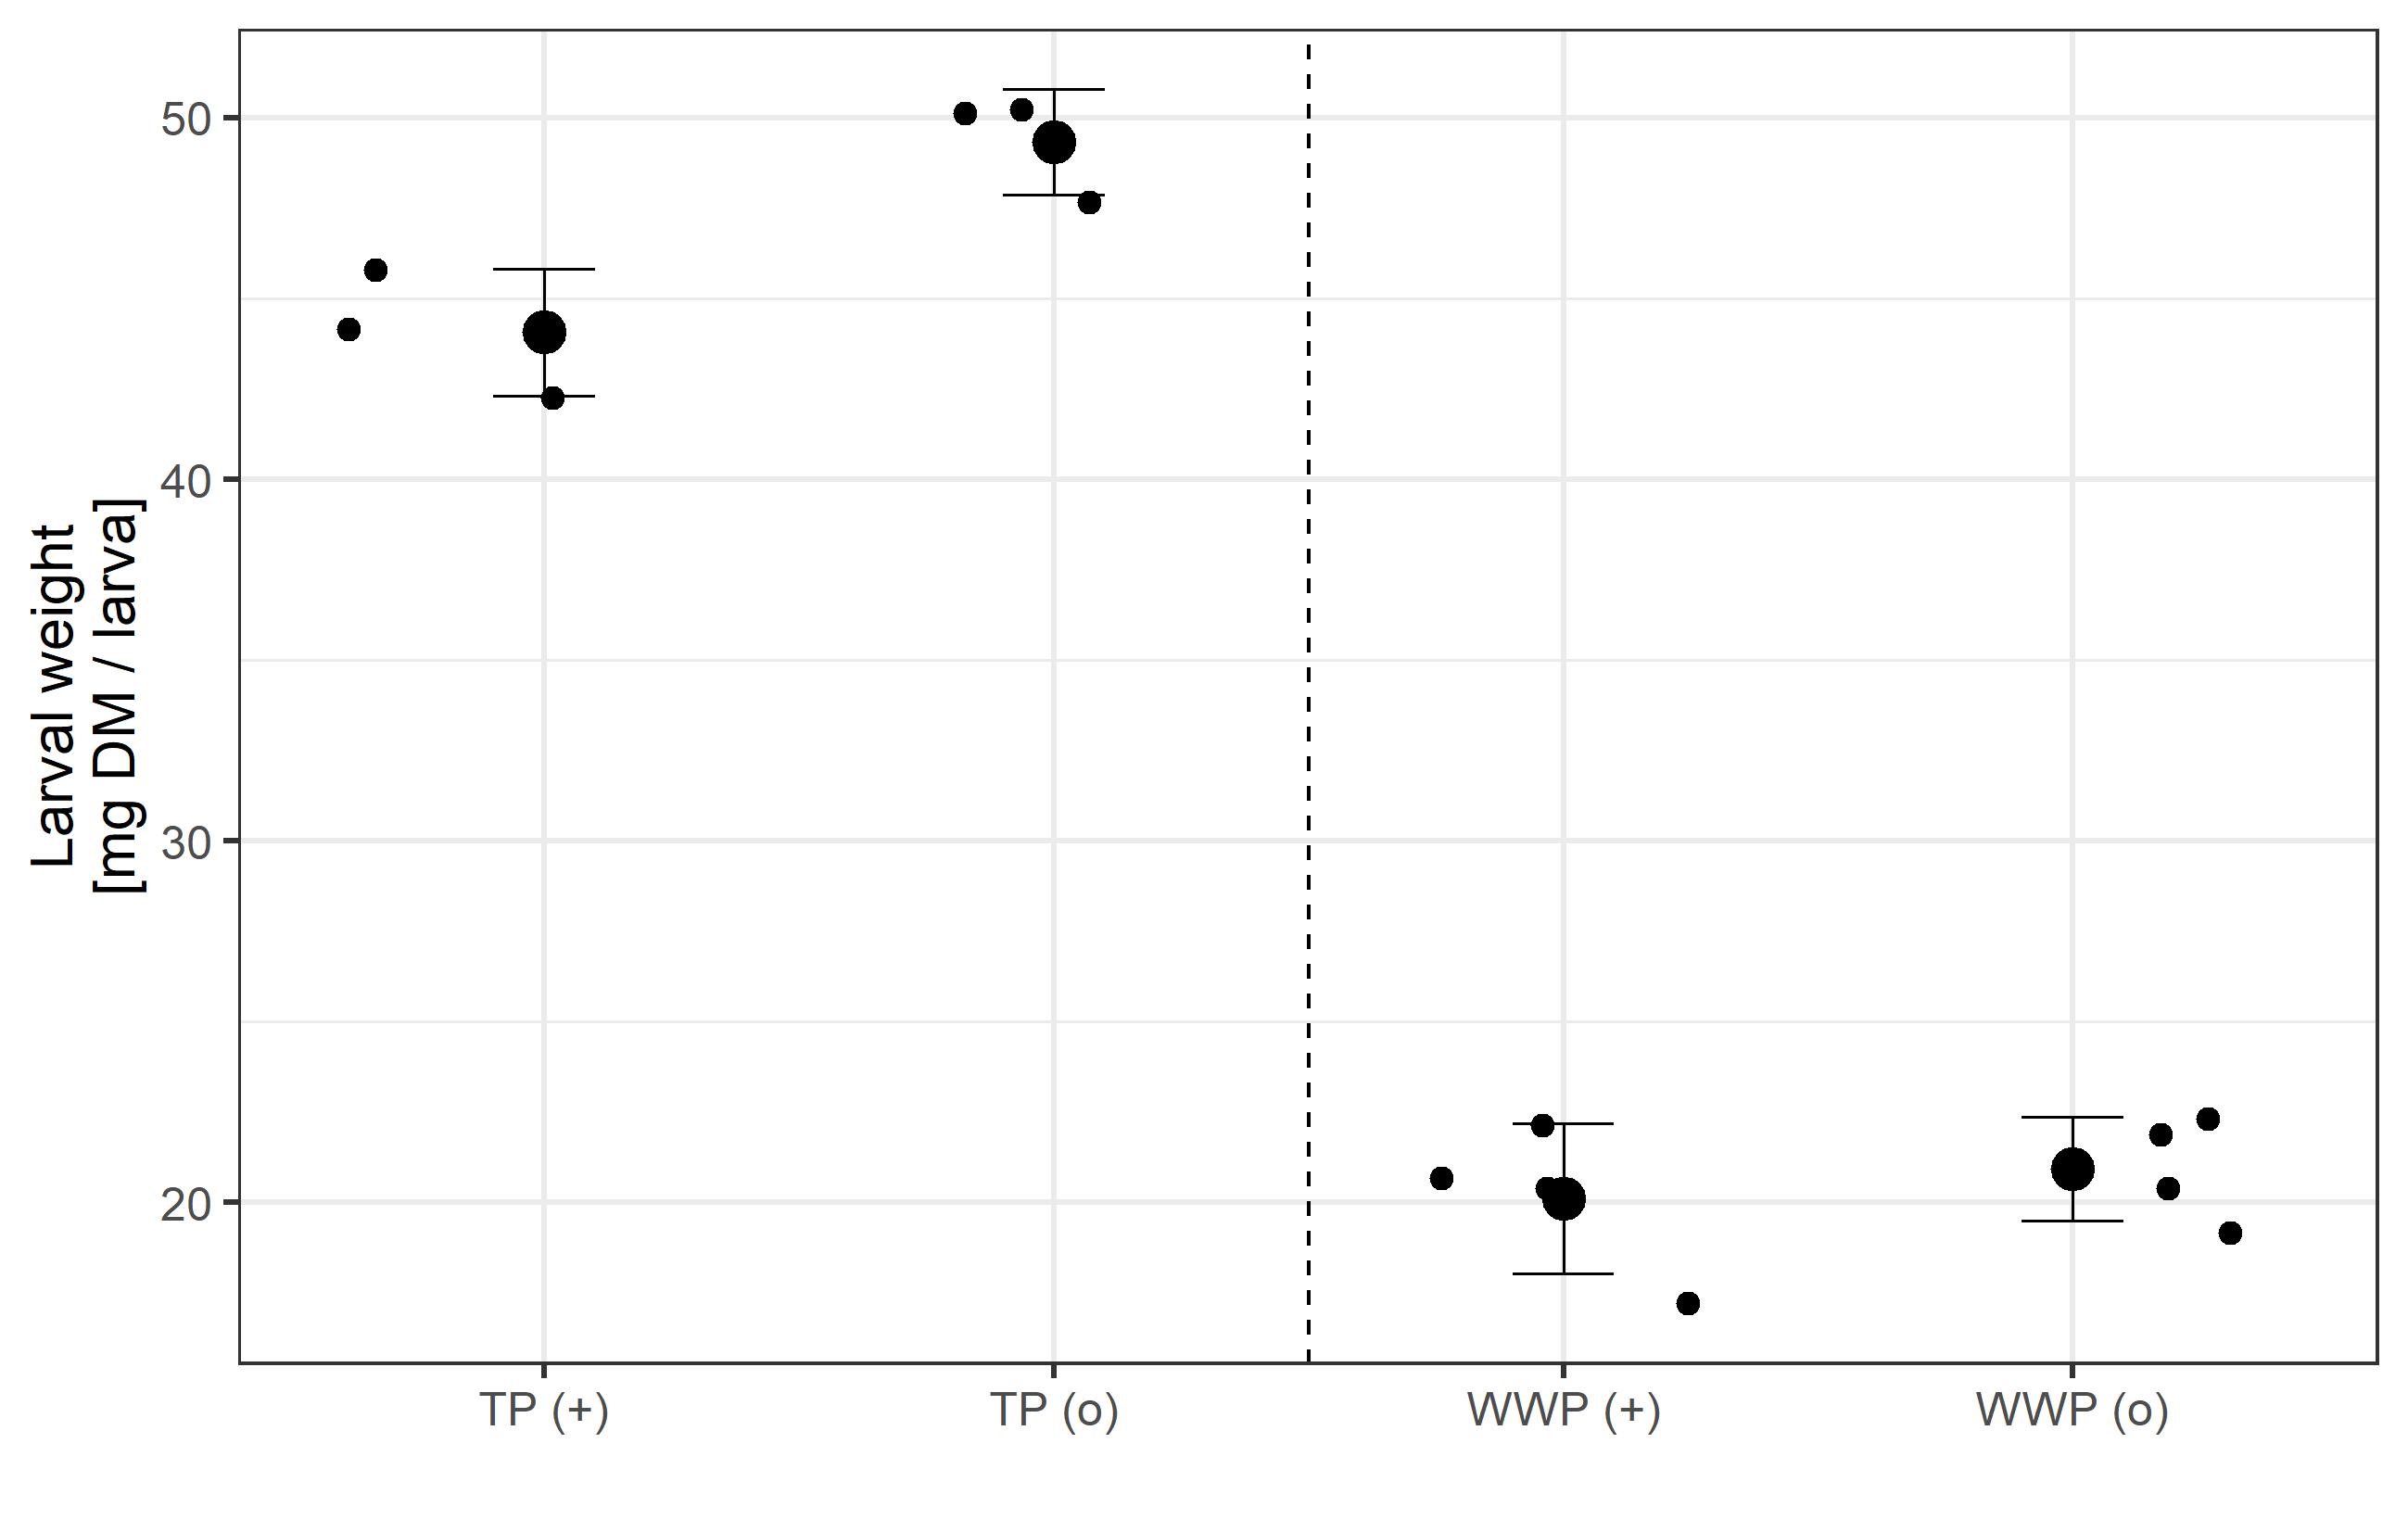 Larval weight
[mg DM / larva]
50
40
30
20
TP (+)
TP (o)
WWP (+)
WWP (o)